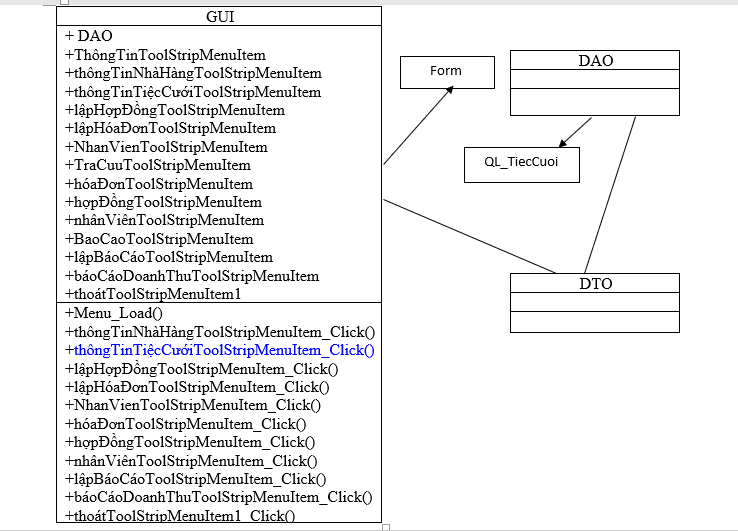 GUI
+ DAO
+ThôngTinToolStripMenuItem
+thôngTinNhàHàngToolStripMenuItem
+thôngTinTiệcCướiToolStripMenuItem
+lậpHợpĐồngToolStripMenuItem
+lậpHóaĐơnToolStripMenuItem
+NhanVienToolStripMenuItem
+TraCuuToolStripMenuItem
+hóaĐơnToolStripMenuItem
+hợpĐồngToolStripMenuItem
+nhânViênToolStripMenuItem
+BaoCaoToolStripMenuItem
+lậpBáoCáoToolStripMenuItem
+báoCáoDoanhThuToolStripMenuItem
+thoátToolStripMenuItem1
+Menu_Load()
+thôngTinNhàHàngToolStripMenuItem_Click()
+thôngTinTiệcCướiToolStripMenuItem_Click()
+lậpHợpĐồngToolStripMenuItem_Click()
+lậpHóaĐơnToolStripMenuItem_Click()
+NhanVienToolStripMenuItem_Click()
+hóaĐơnToolStripMenuItem_Click()
+hợpĐồngToolStripMenuItem_Click()
+nhânViênToolStripMenuItem_Click()
+lậpBáoCáoToolStripMenuItem_Click()
+báoCáoDoanhThuToolStripMenuItem_Click()
+thoátToolStripMenuItem1_Click()
Form
DAO
QL_TiecCuoi
DTO